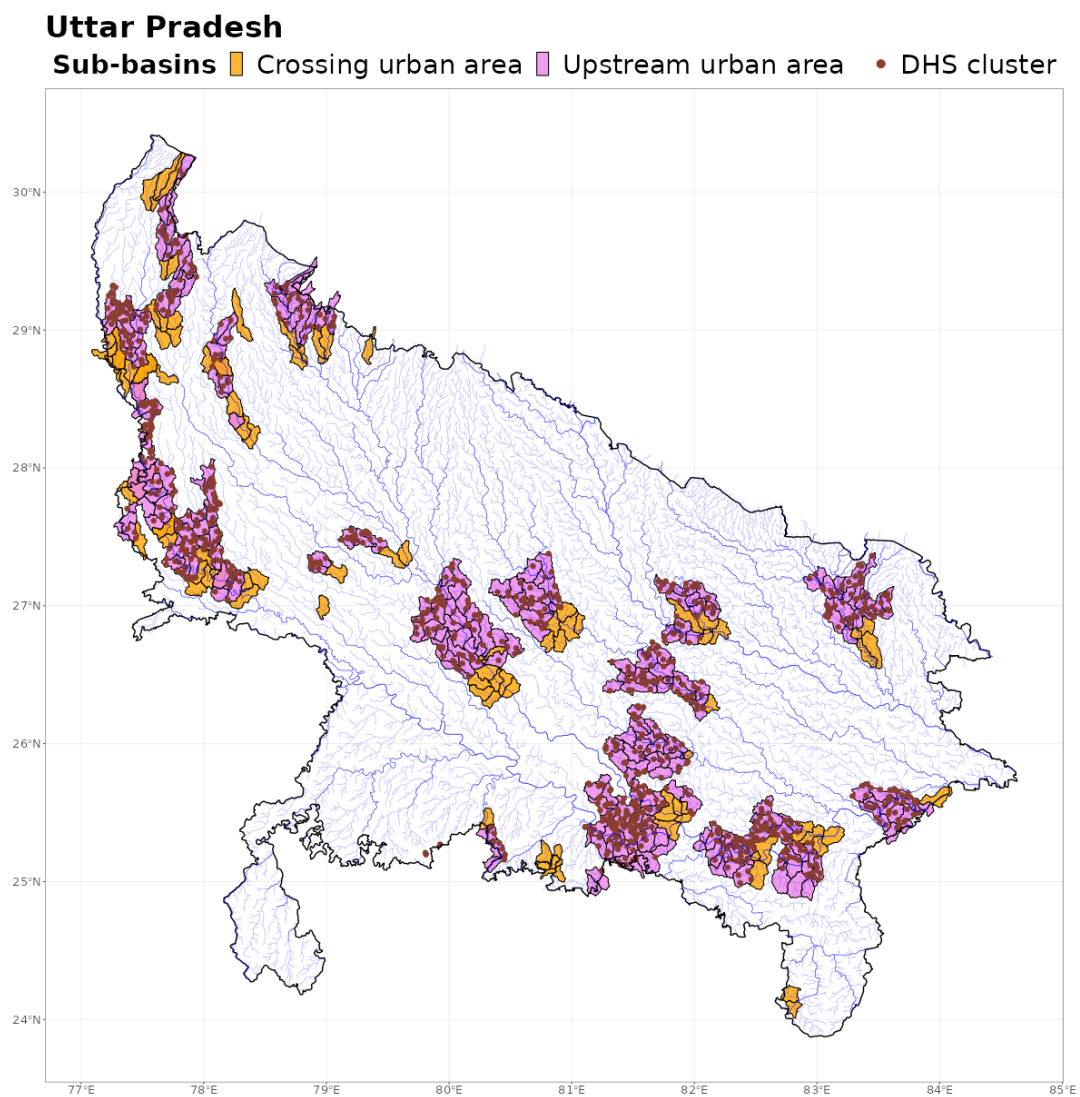 Uttar Pradesh
Sub-basins Crossing urban area Upstream urban area DHS cluster
30°N
29°N
28°N
27°N
26°N
25°N
24°N
77°E 78°E 79°E 80°E 81°E 82°E 83°E 84°E 85°E